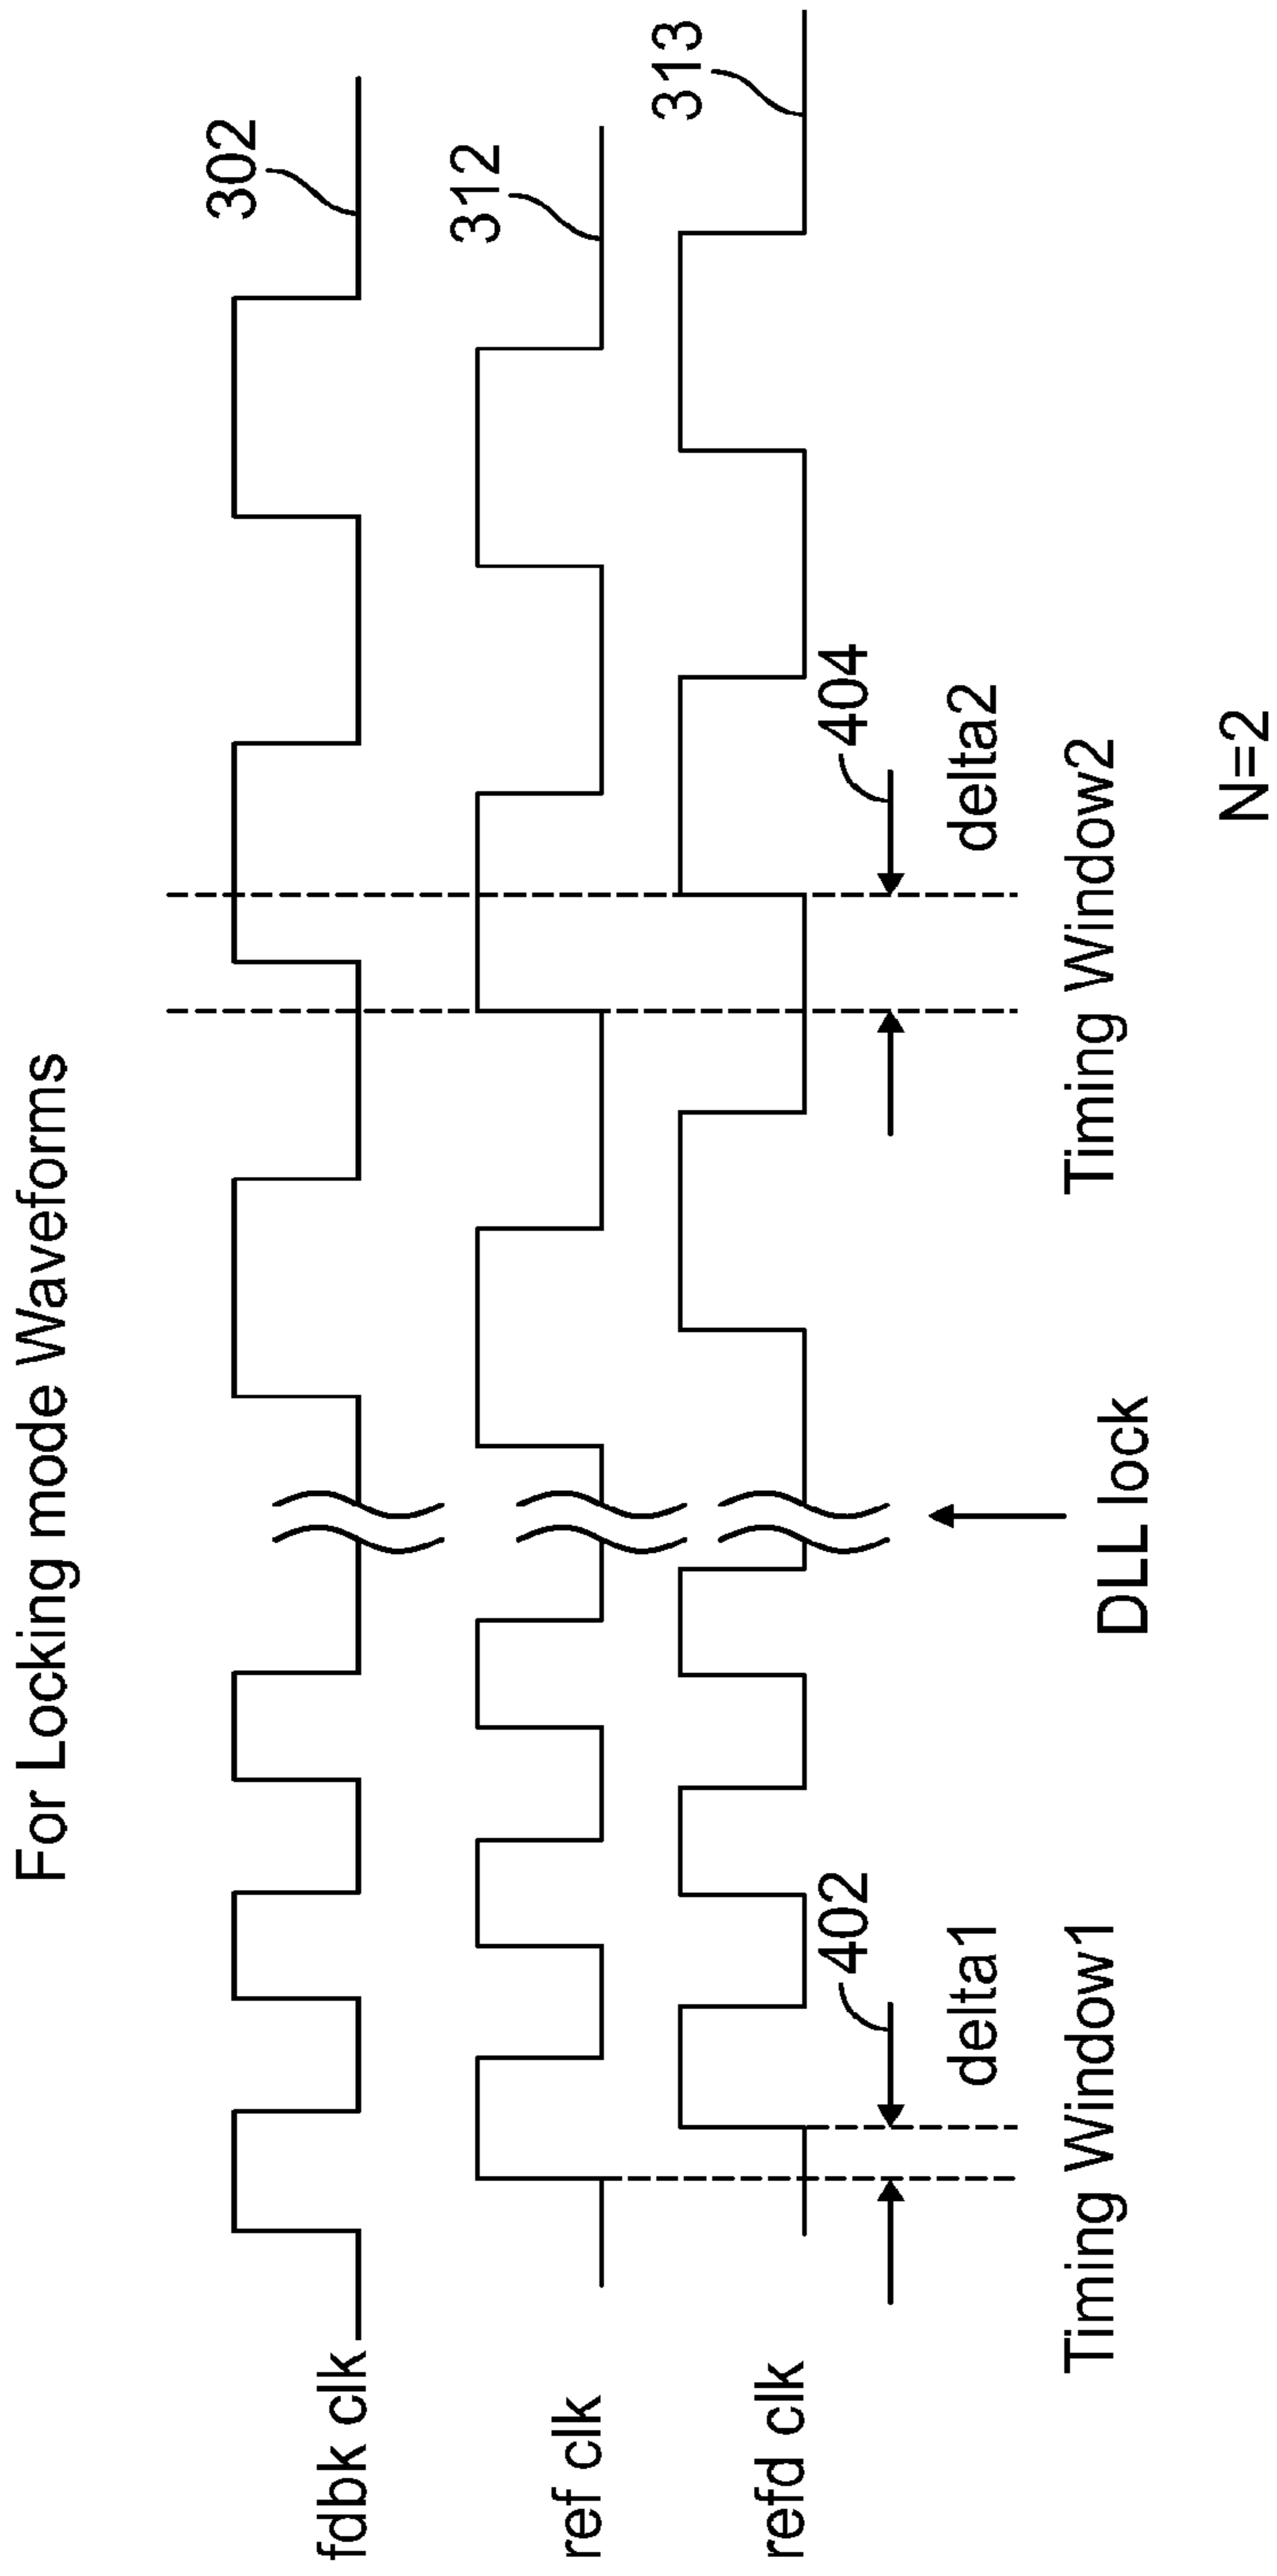 For Locking mode Waveforms
fdbk clk
302
ref clk
312
refd clk
313
402
404
delta1
delta2
Timing Window1
DLL lock
Timing Window2
N=2